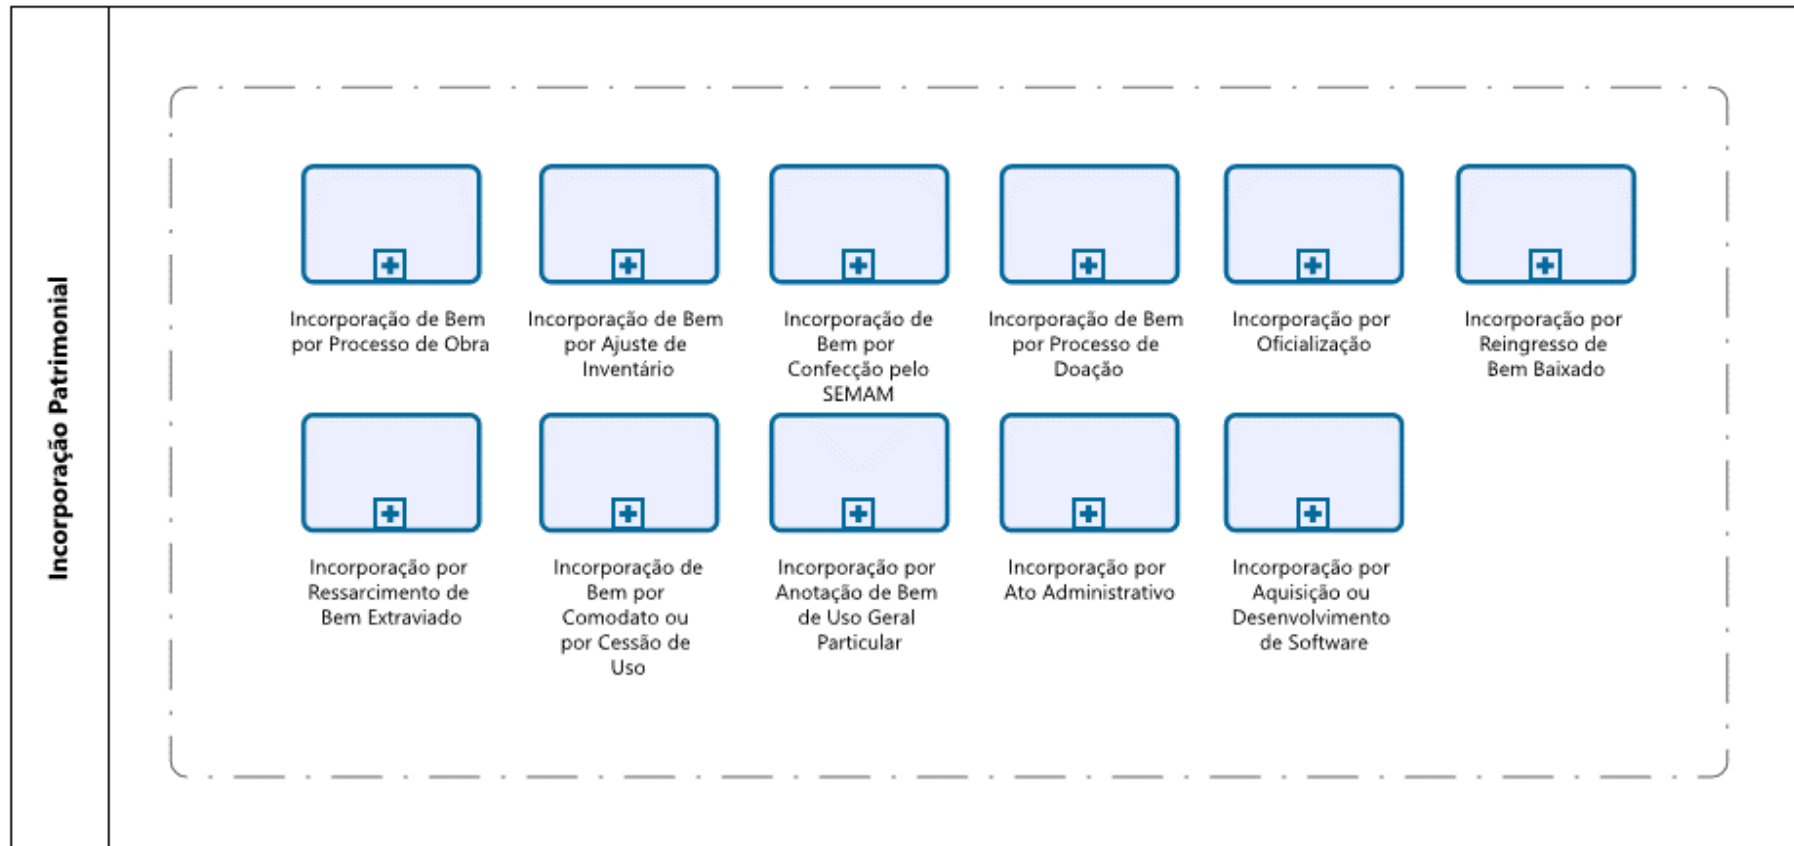 Incorporação Patrimonial
Incorporação de Bem
por Processo de Obra
Incorporação de Bem
por Ajuste de
Inventário
Incorporação de
Bem por
Confecção pelo
SEMAM
Incorporação de Bem
por Processo de
Doação
Incorporação por
Oficialização
Incorporação por
Reingresso de
Bem Baixado
Incorporação por
Ressarcimento de
Bem Extraviado
Incorporação de
Bem por
Comodato ou
por Cessão de
Uso
Incorporação por
Anotação de Bem
de Uso Geral
Particular
Incorporação por
Ato Administrativo
Incorporação por
Aquisição ou
Desenvolvimento
de Software